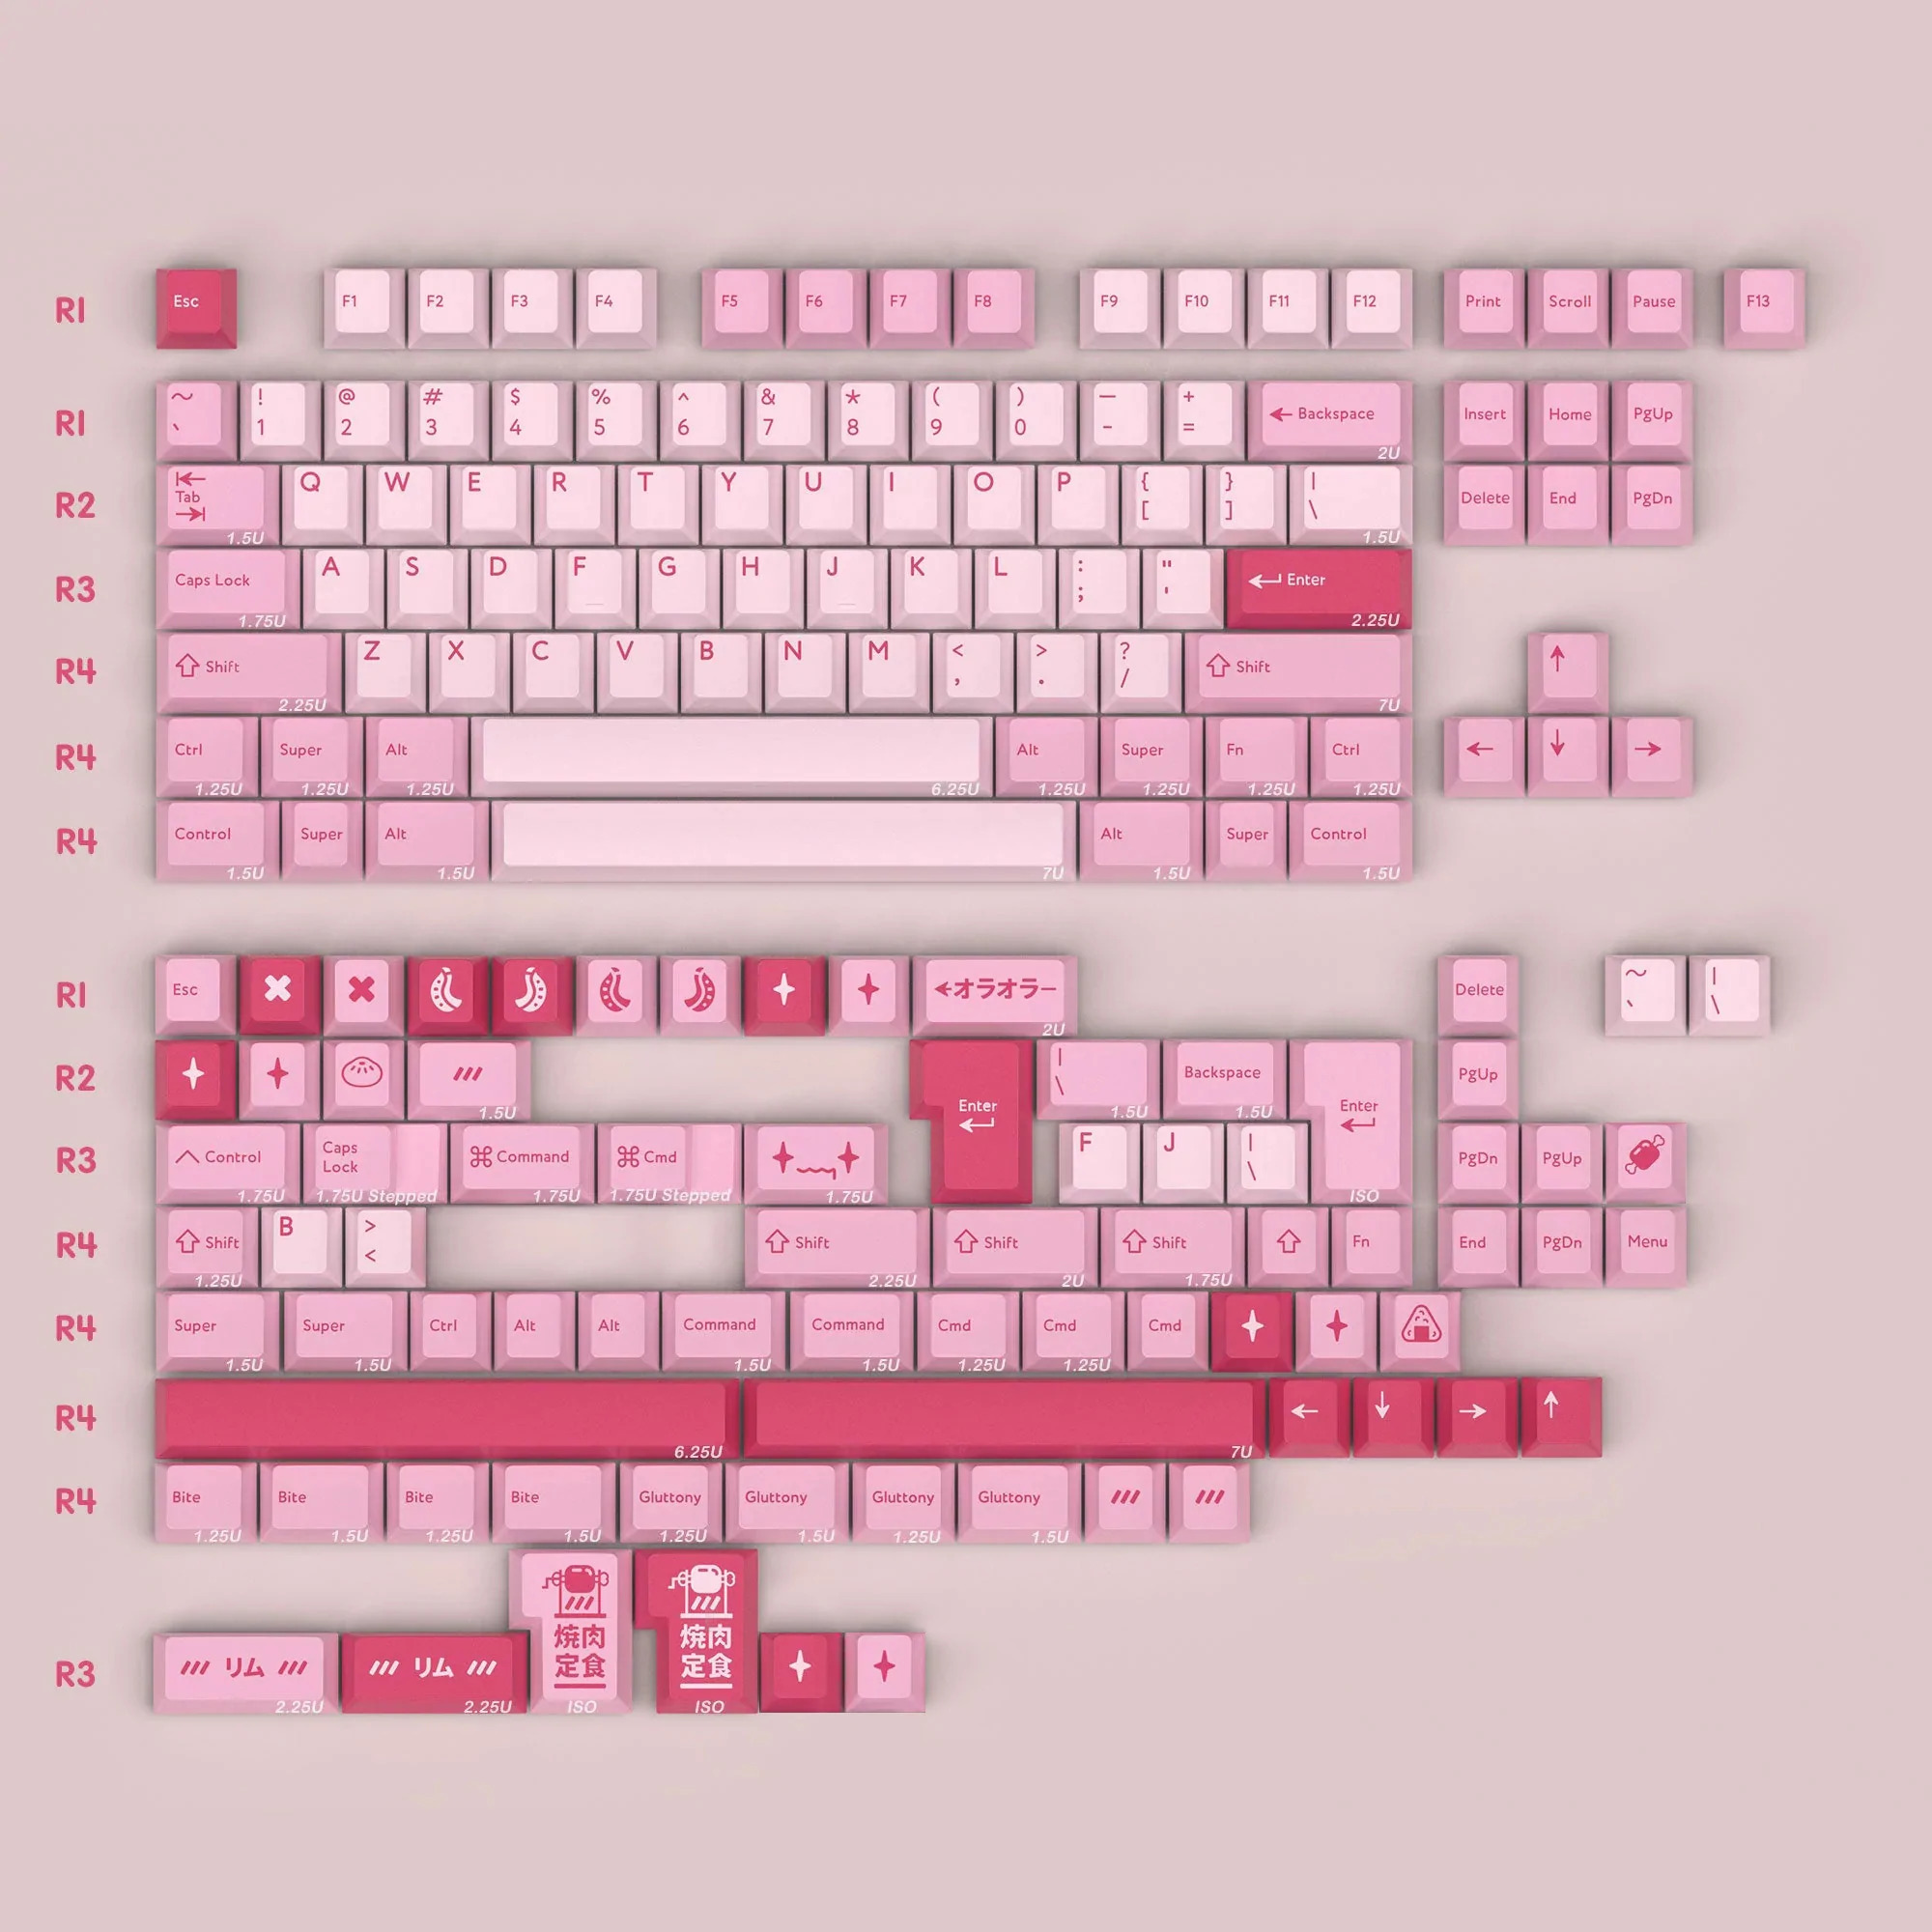 R1 Esc F1 F2 F3 F4 F5 F6 F7 F8 F9 F10 F11 F12 Print Scroll Pause F13
R1 ~ ` ! 1 @ 2 # 3 $ 4 % 5 ^ 6 & 7 * 8 ( 9 ) 0 — - + = ← Backspace 2U Insert Home PgUp
R2 Tab 1.5U Q W E R T Y U I O P { [ } ] | \ 1.5U Delete End PgDn
R3 Caps Lock 1.75U A S D F G H J K L : ; " ' Enter 2.25U
R4 Shift 2.25U Z X C V B N M < , > . ? / Shift 7U ↑
R4 Ctrl 1.25U Super 1.25U Alt 1.25U 6.25U Alt 1.25U Super 1.25U Fn 1.25U Ctrl 1.25U ← ↓ →
R4 Control 1.5U Super Alt 1.5U 7U Alt 1.5U Super Control 1.5U
R1 Esc ←オラオラー 2U Delete ~ ` | \
R2 1.5U Enter | \ 1.5U Backspace 1.5U Enter ISO PgUp
R3 Control 1.75U Caps Lock 1.75U Stepped ⌘ Command 1.75U ⌘ Cmd 1.75U Stepped 1.75U F J | \ PgDn PgUp
R4 Shift 1.25U B > < Shift 2.25U Shift 2U Shift 1.75U Fn End PgDn Menu
R4 Super 1.5U Super 1.5U Ctrl Alt Alt Command 1.5U Command 1.5U Cmd 1.25U Cmd 1.25U Cmd
R4 6.25U 7U ← ↓ → ↑
R4 Bite 1.25U Bite 1.5U Bite 1.25U Bite 1.5U Gluttony 1.25U Gluttony 1.5U Gluttony 1.25U Gluttony 1.5U
R3 リム 2.25U リム 2.25U 焼肉定食 ISO 焼肉定食 ISO